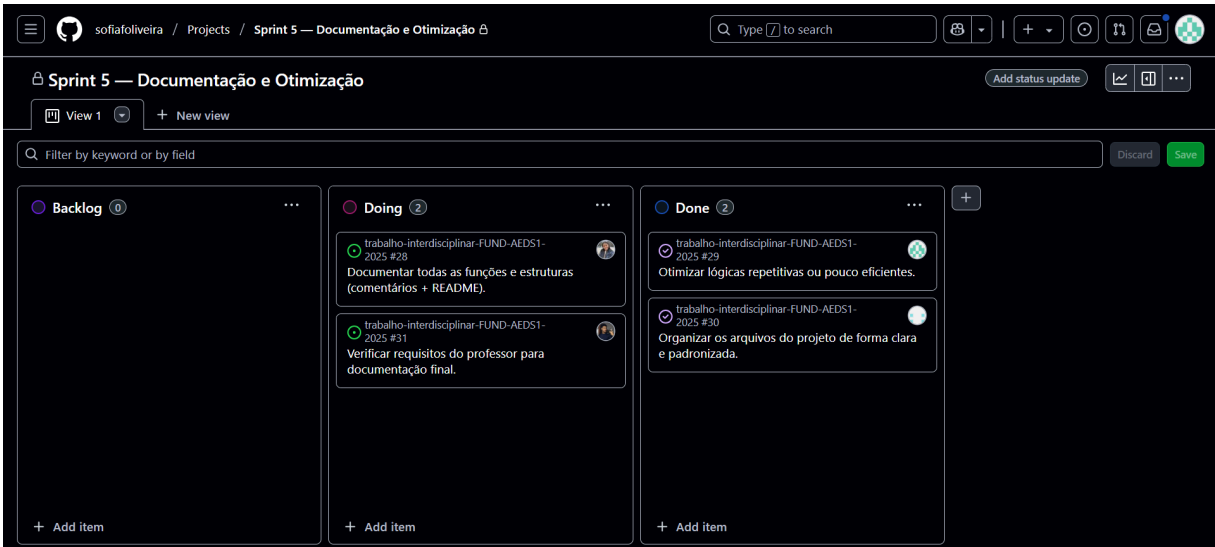 sofiafoliveira / Projects / Sprint 5 — Documentação e Otimização
Type / to search
Sprint 5 — Documentação e Otimização
Add status update
View 1
+ New view
Filter by keyword or by field
Discard
Save
Backlog 0
+ Add item
Doing 2
trabalho-interdisciplinar-FUND-AEDS1-
2025 #28
Documentar todas as funções e estruturas
(comentários + README).
trabalho-interdisciplinar-FUND-AEDS1-
2025 #31
Verificar requisitos do professor para
documentação final.
+ Add item
Done 2
trabalho-interdisciplinar-FUND-AEDS1-
2025 #29
Otimizar lógicas repetitivas ou pouco eficientes.
trabalho-interdisciplinar-FUND-AEDS1-
2025 #30
Organizar os arquivos do projeto de forma clara
e padronizada.
+ Add item